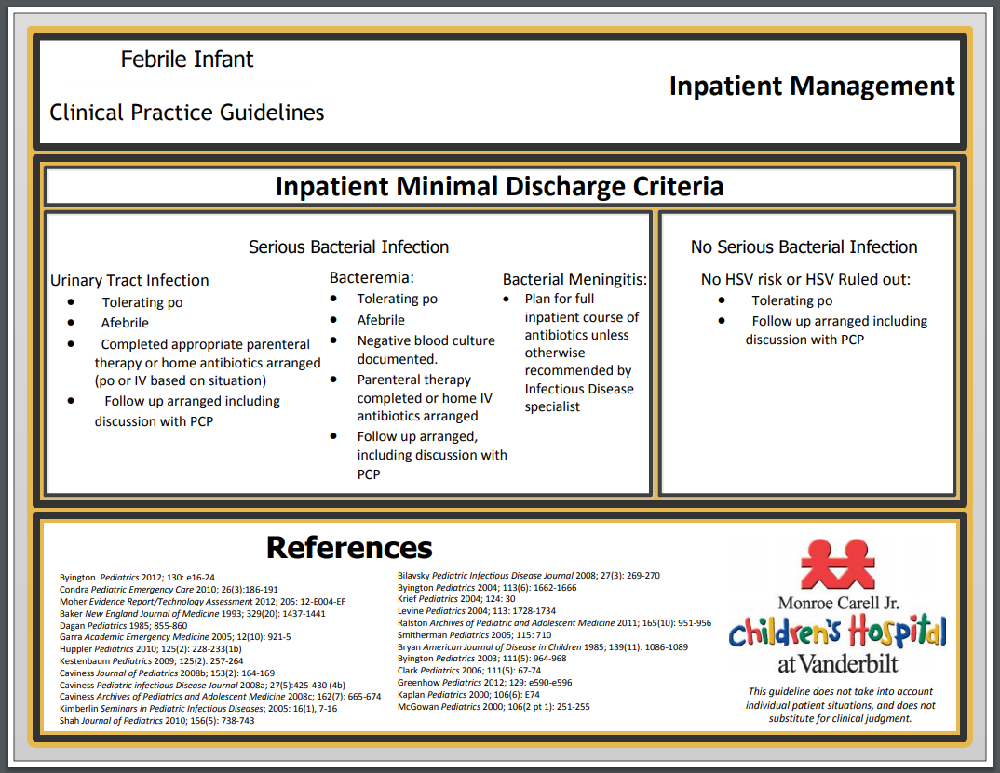 Febrile Infant
Clinical Practice Guidelines
Inpatient Management
Inpatient Minimal Discharge Criteria
Serious Bacterial Infection
Urinary Tract Infection
• Tolerating po
• Afebrile
• Completed appropriate parenteral
therapy or home antibiotics arranged
(po or IV based on situation)
• Follow up arranged including
discussion with PCP
Bacteremia:
• Tolerating po
• Afebrile
• Negative blood culture
documented.
• Parenteral therapy
completed or home IV
antibiotics arranged
• Follow up arranged,
including discussion with
PCP
Bacterial Meningitis:
• Plan for full
inpatient course of
antibiotics unless
otherwise
recommended by
Infectious Disease
specialist
No Serious Bacterial Infection
No HSV risk or HSV Ruled out:
• Tolerating po
• Follow up arranged including
discussion with PCP
References
Byington Pediatrics 2012; 130: e16-24
Condra Pediatric Emergency Care 2010; 26(3):186-191
Moher Evidence Report/Technology Assessment 2012; 205: 12-E004-EF
Baker New England Journal of Medicine 1993; 329(20): 1437-1441
Dagan Pediatrics 1985; 855-860
Garra Academic Emergency Medicine 2005; 12(10): 921-5
Huppler Pediatrics 2010; 125(2): 228-233(1b)
Kestenbaum Pediatrics 2009; 125(2): 257-264
Caviness Journal of Pediatrics 2008b; 153(2): 164-169
Caviness Pediatric infectious Disease Journal 2008a; 27(5):425-430 (4b)
Caviness Archives of Pediatrics and Adolescent Medicine 2008c; 162(7): 665-674
Kimberlin Seminars in Pediatric Infectious Diseases; 2005: 16(1), 7-16
Shah Journal of Pediatrics 2010; 156(5): 738-743
Bilavsky Pediatric Infectious Disease Journal 2008; 27(3): 269-270
Byington Pediatrics 2004; 113(6): 1662-1666
Krief Pediatrics 2004; 124: 30
Levine Pediatrics 2004; 113: 1728-1734
Ralston Archives of Pediatric and Adolescent Medicine 2011; 165(10): 951-956
Smitherman Pediatrics 2005; 115: 710
Bryan American Journal of Disease in Children 1985; 139(11): 1086-1089
Byington Pediatrics 2003; 111(5): 964-968
Clark Pediatrics 2006; 111(5): 67-74
Greenhow Pediatrics 2012; 129: e590-e596
Kaplan Pediatrics 2000; 106(6): E74
McGowan Pediatrics 2000; 106(2 pt 1): 251-255
Monroe Carell Jr.
Children's Hospital
at Vanderbilt
This guideline does not take into account
individual patient situations, and does not
substitute for clinical judgment.